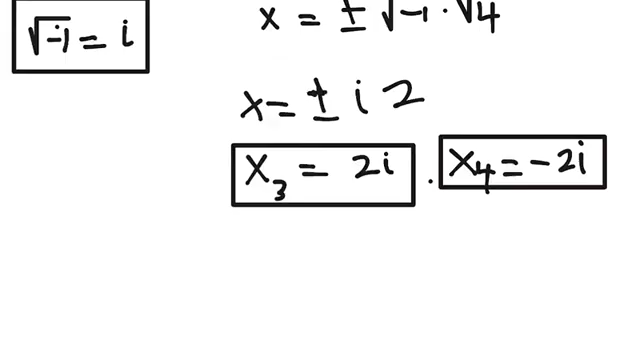 √-1 = i
x = ± √-1 · √4
x = ± i 2
X₃ = 2i . X₄ = -2i